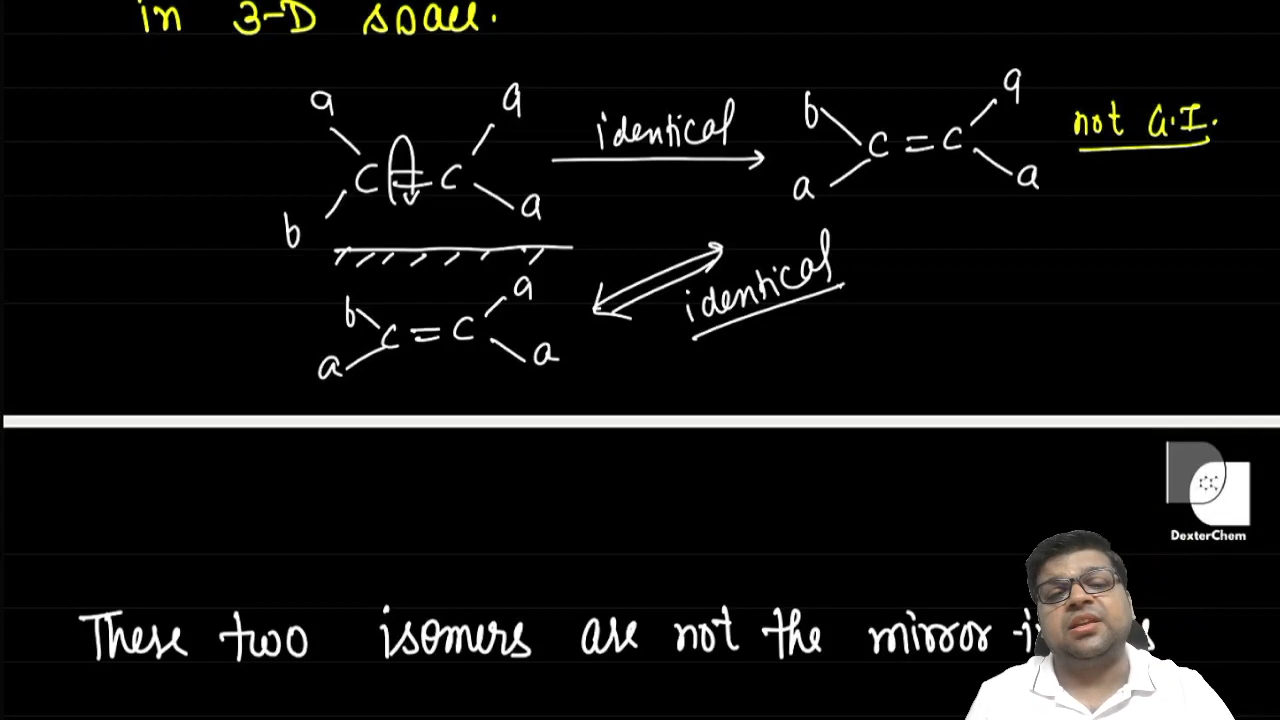 in 3-D space.
a a a
identical b C = C not G.I.
C C
b a a a
identical
b C = C a
a a
DexterChem
These two isomers are not the mirror